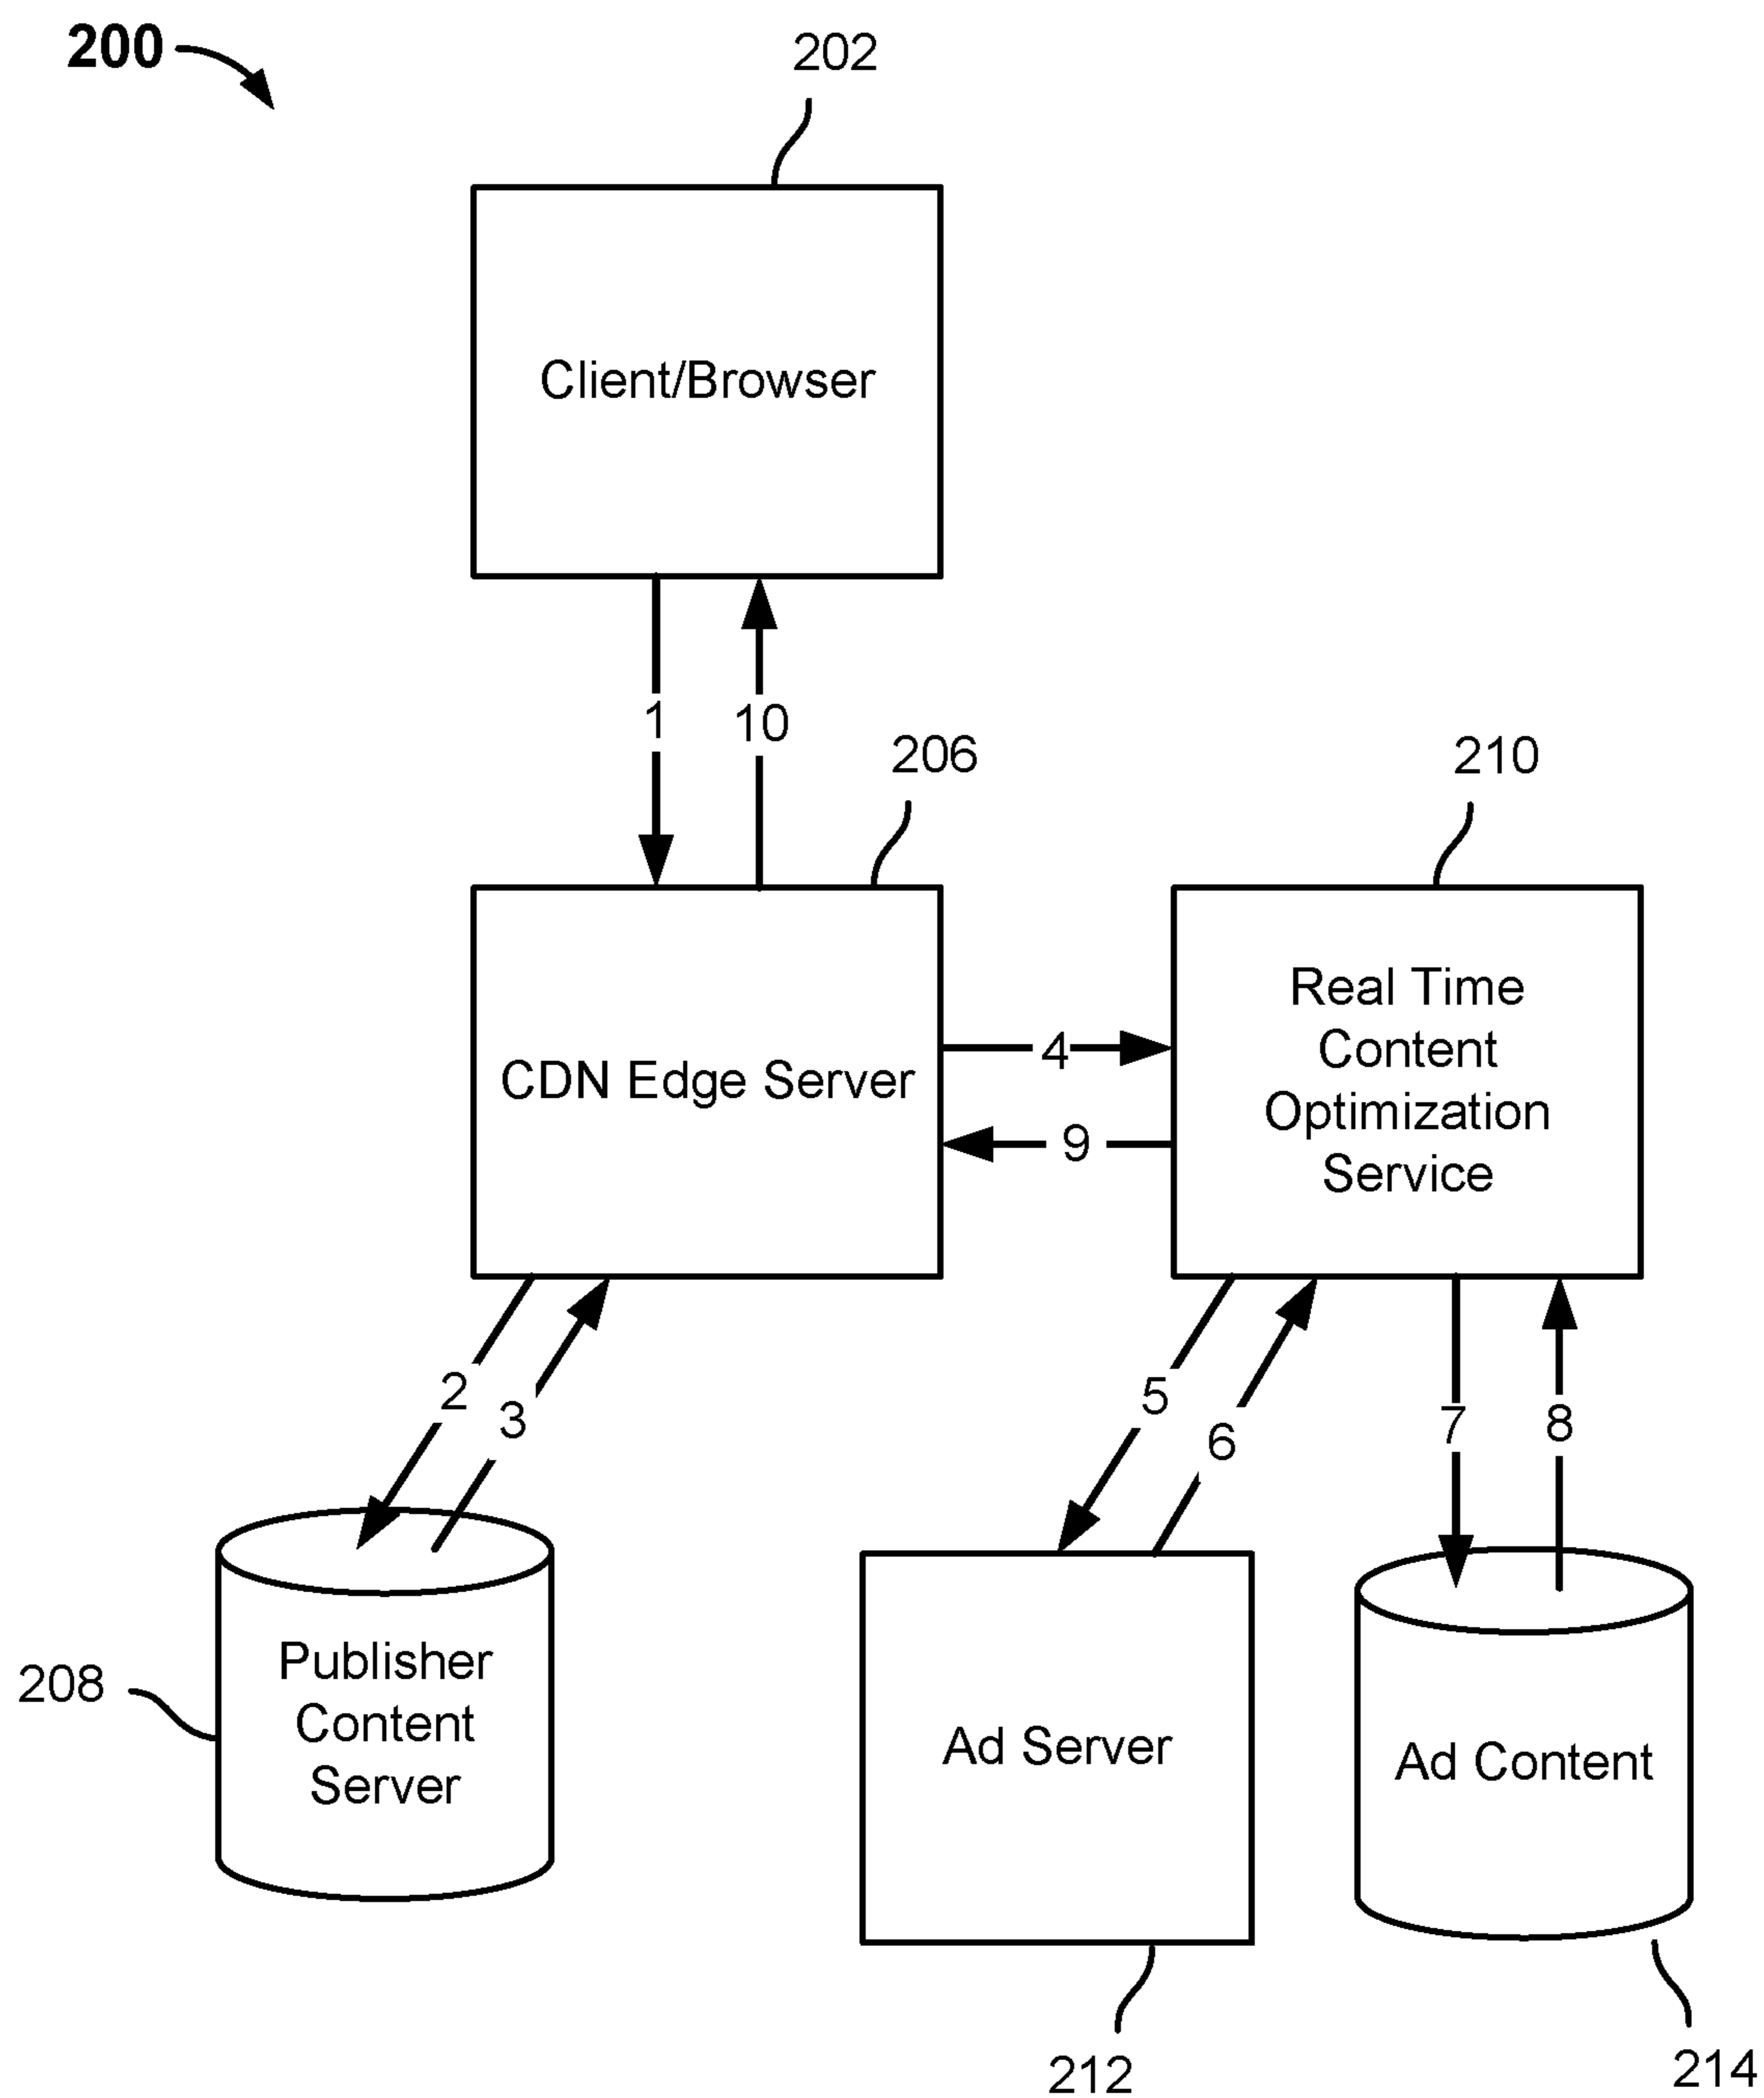 200
202
Client/Browser
1
10
206
210
CDN Edge Server
Real Time
Content
Optimization
Service
4
9
2
3
5
6
7
8
208
Publisher
Content
Server
Ad Server
Ad Content
212
214